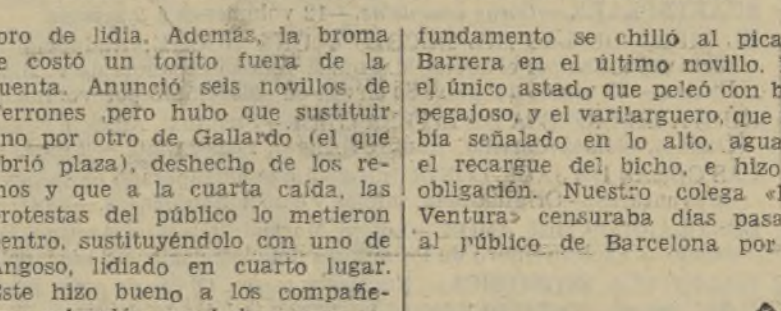 oro de lidia. Además, la broma
e costó un torito fuera de la
uenta. Anunció seis novillos de
errones pero hubo que sustituir
no por otro de Gallardo (el que
brió plaza), deshecho de los re-
nos y que a la cuarta caída, las
rotestas del público lo metieron
entro, sustituyéndolo con uno de
ngoso, lidiado en cuarto lugar.
ste hizo bueno a los compañe-
fundamento se chilló al pica
Barrera en el último novillo.
el único astado que peleó con
pegajoso, y el varilarguero, que
bía señalado en lo alto, agua
el recargue del bicho, e hizo
obligación. Nuestro colega
Ventura» censuraba días pasa
al público de Barcelona por